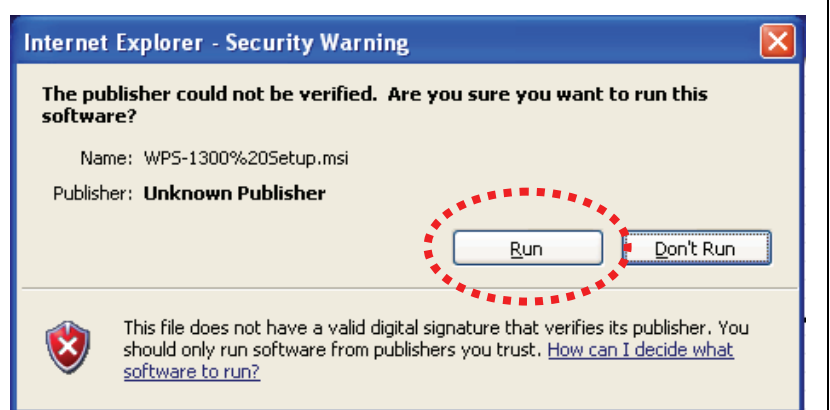 Internet Explorer - Security Warning
The publisher could not be verified. Are you sure you want to run this
software?
Name: WPS-1300%20Setup.msi
Publisher: Unknown Publisher
Run
Don't Run
This file does not have a valid digital signature that verifies its publisher. You
should only run software from publishers you trust. How can I decide what
software to run?